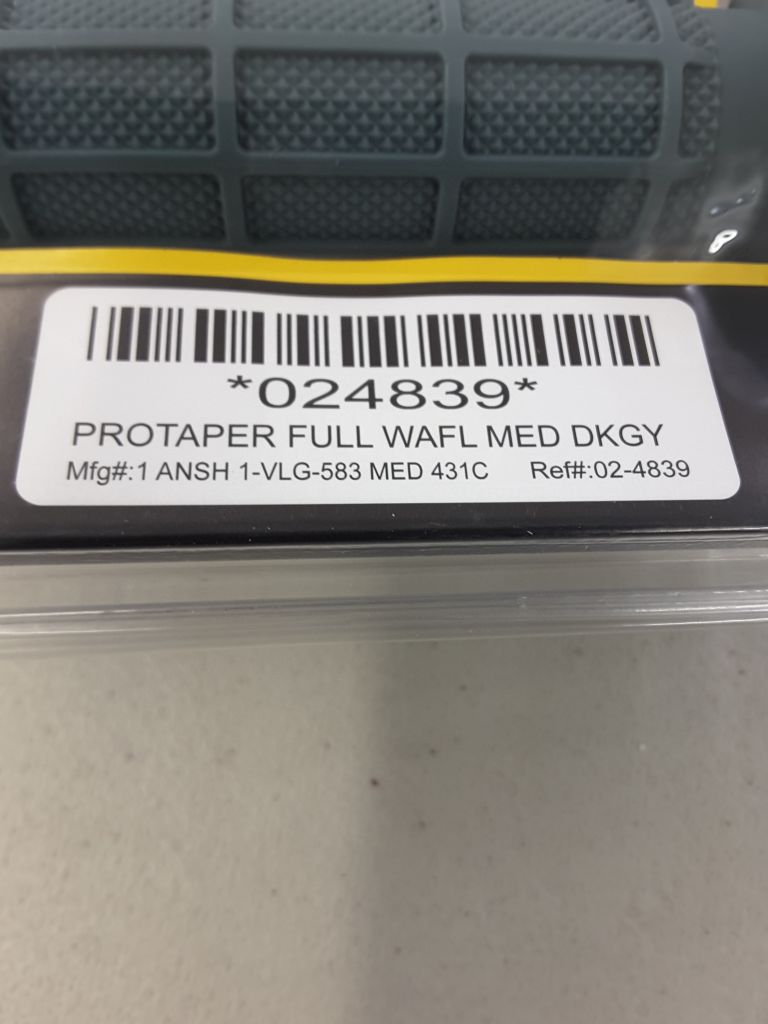 *024839*
PROTAPER FULL WAFL MED DKGY
Mfg#:1 ANSH 1-VLG-583 MED 431C Ref#:02-4839